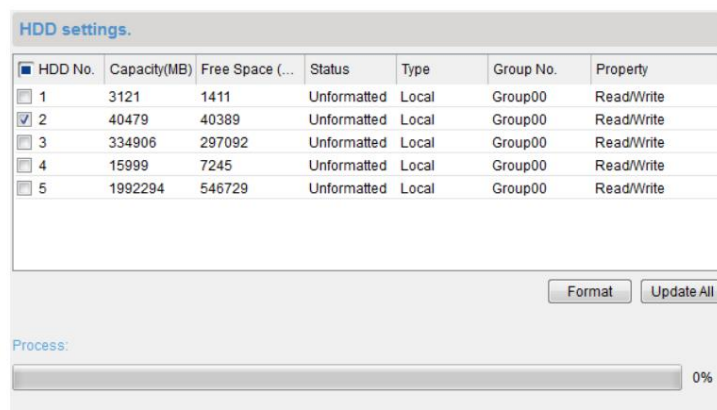 HDD settings.
HDD No. Capacity(MB) Free Space (... Status Type Group No. Property
1 3121 1411 Unformatted Local Group00 Read/Write
2 40479 40389 Unformatted Local Group00 Read/Write
3 334906 297092 Unformatted Local Group00 Read/Write
4 15999 7245 Unformatted Local Group00 Read/Write
5 1992294 546729 Unformatted Local Group00 Read/Write
Format Update All
Process:
0%